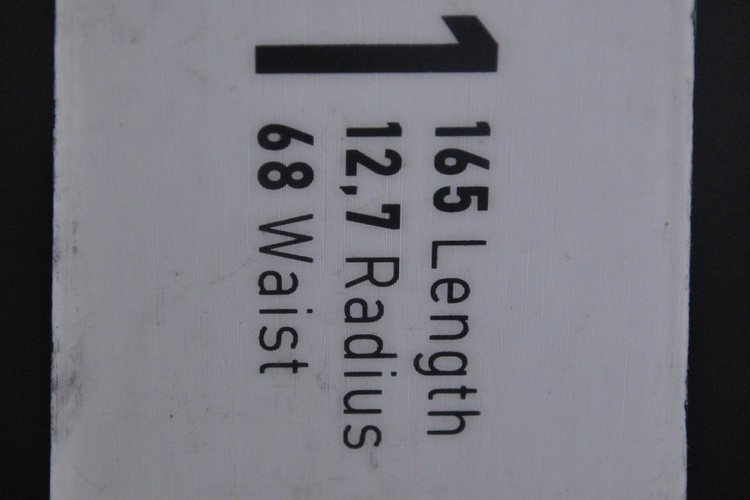 1
165 Length
12,7 Radius
68 Waist